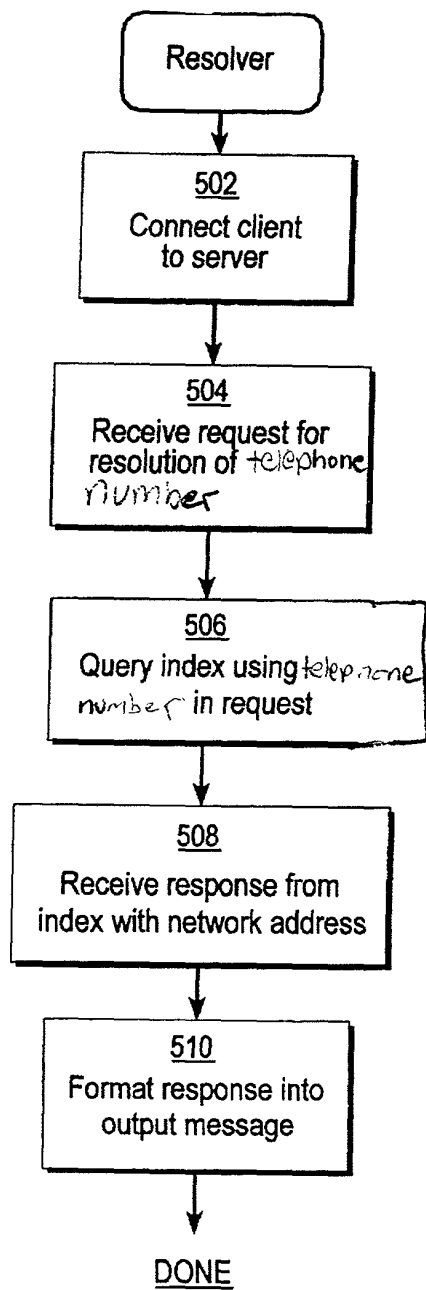 Resolver
502
Connect client
to server
504
Receive request for
resolution of telephone
number
506
Query index using telephone
number in request
508
Receive response from
index with network address
510
Format response into
output message
DONE